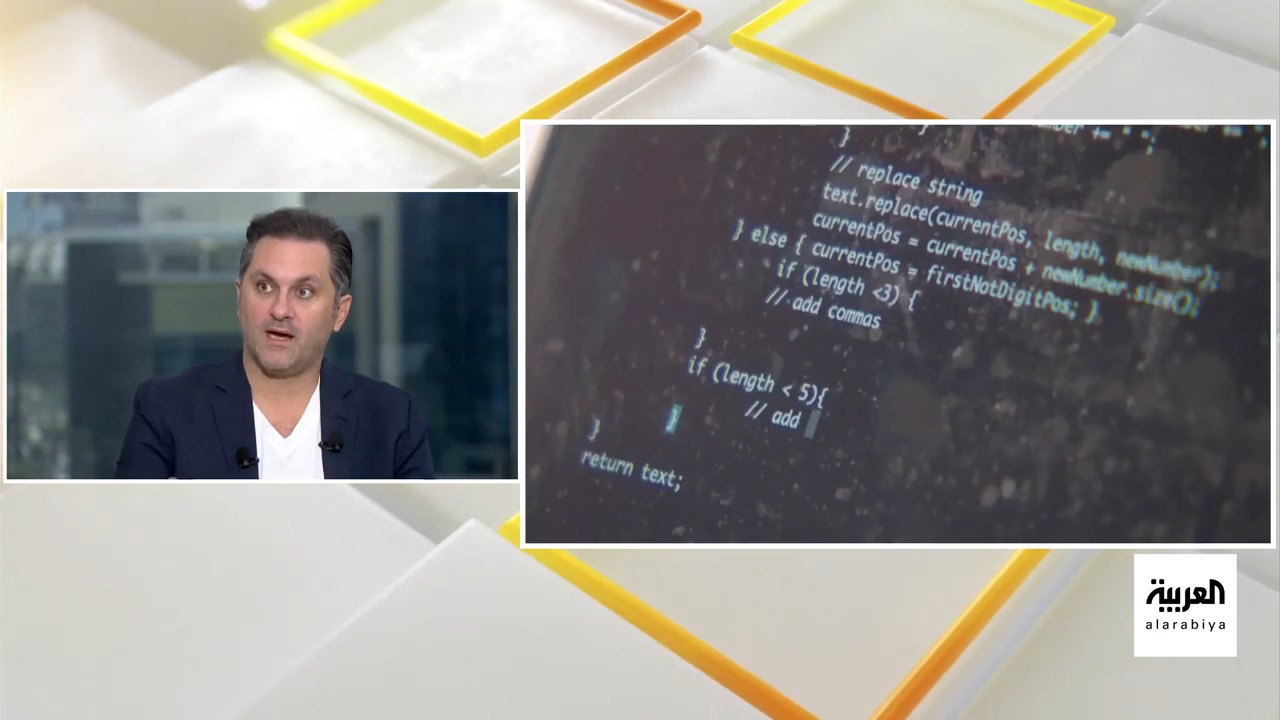 }
// replace string
text.replace(currentPos, length, newNumber);
currentPos = currentPos + newNumber.size();
} else { currentPos = firstNotDigitPos; }
if (length <3) {
// add commas
}
if (length < 5){
// add
}
}
return text;
العربية
alarabiya